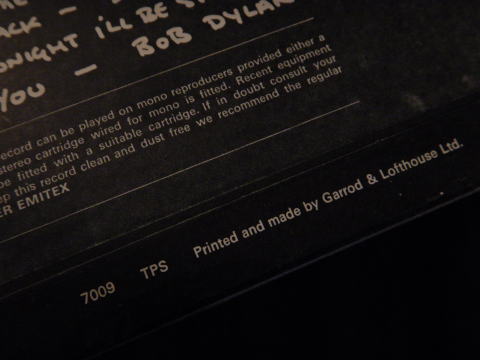 ACK -
ONIGHT I'LL BE
YOU - BOB DYLAN
record can be played on mono reproducers provided either a
stereo cartridge wired for mono is fitted. Recent equipment
be fitted with a suitable cartridge. If in doubt consult your
ep this record clean and dust free we recommend the regular
ER EMITEX
7009 TPS Printed and made by Garrod & Lofthouse Ltd.